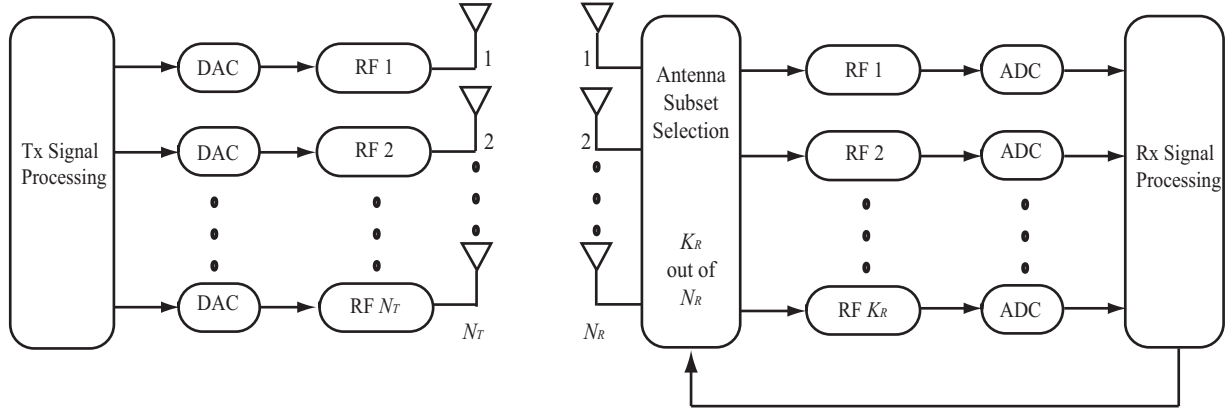 DAC
RF 1
1
DAC
RF 2
2
Tx Signal
Processing
DAC
RF N_T
N_T
1
2
N_R
Antenna
Subset
Selection
K_R
out of
N_R
RF 1
ADC
RF 2
ADC
RF K_R
ADC
Rx Signal
Processing